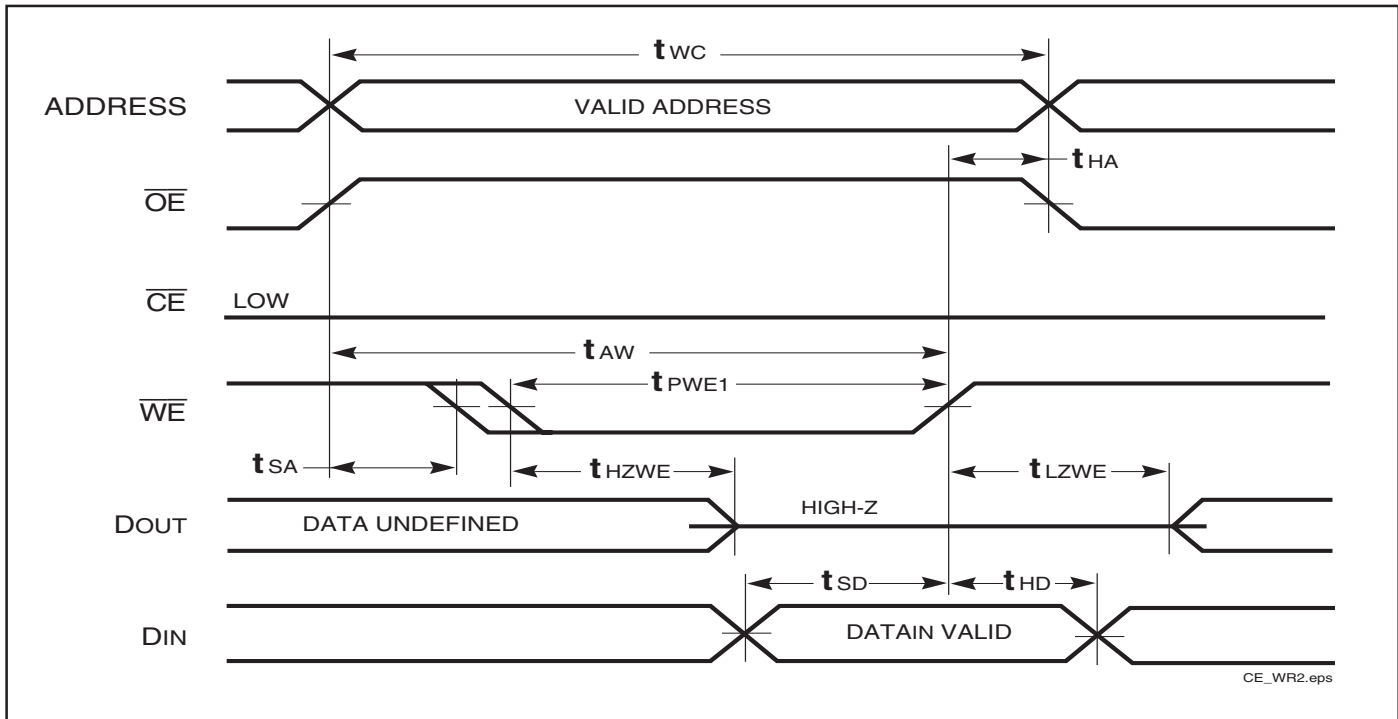 tWC
ADDRESS
VALID ADDRESS
tHA
OE
CE
LOW
tAW
tPWE1
WE
tSA
tHZWE
tLZWE
DOUT
DATA UNDEFINED
HIGH-Z
tSD
tHD
DIN
DATAIN VALID
CE_WR2.eps